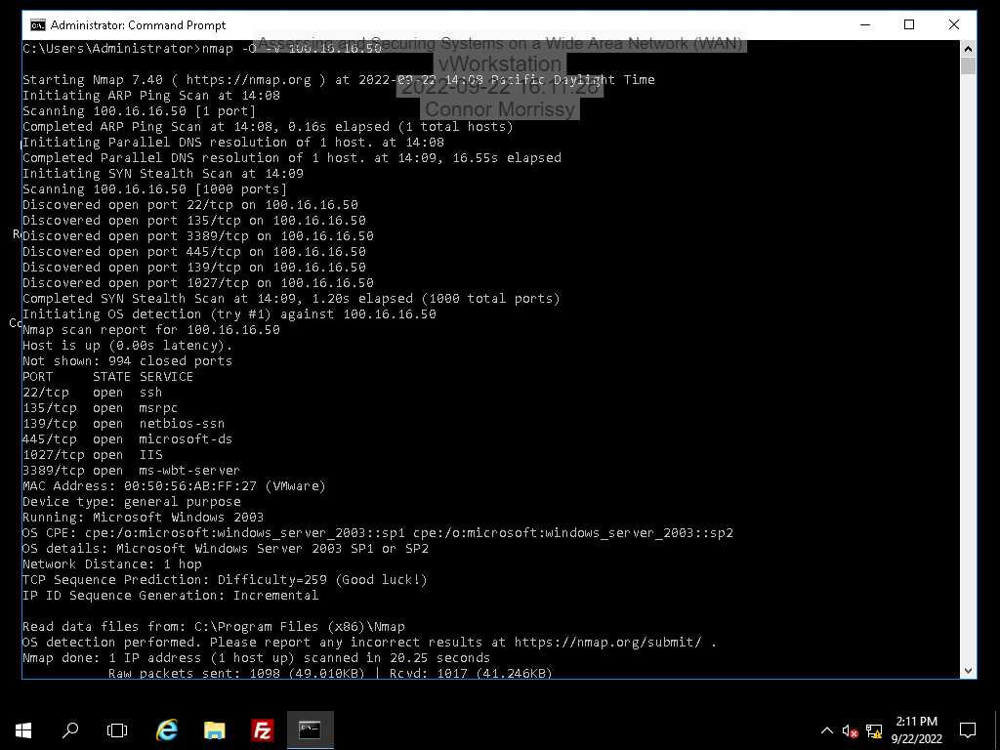 Administrator: Command Prompt
C:\Users\Administrator>nmap -O -v 100.16.16.50
Assessing and Securing Systems on a Wide Area Network (WAN)
vWorkstation
2022-09-22 16:11:28
Connor Morrissy
Starting Nmap 7.40 ( https://nmap.org ) at 2022-09-22 14:08 Pacific Daylight Time
Initiating ARP Ping Scan at 14:08
Scanning 100.16.16.50 [1 port]
Completed ARP Ping Scan at 14:08, 0.16s elapsed (1 total hosts)
Initiating Parallel DNS resolution of 1 host. at 14:08
Completed Parallel DNS resolution of 1 host. at 14:09, 16.55s elapsed
Initiating SYN Stealth Scan at 14:09
Scanning 100.16.16.50 [1000 ports]
Discovered open port 22/tcp on 100.16.16.50
Discovered open port 135/tcp on 100.16.16.50
Discovered open port 3389/tcp on 100.16.16.50
Discovered open port 445/tcp on 100.16.16.50
Discovered open port 139/tcp on 100.16.16.50
Discovered open port 1027/tcp on 100.16.16.50
Completed SYN Stealth Scan at 14:09, 1.20s elapsed (1000 total ports)
Initiating OS detection (try #1) against 100.16.16.50
Nmap scan report for 100.16.16.50
Host is up (0.00s latency).
Not shown: 994 closed ports
PORT     STATE SERVICE
22/tcp   open  ssh
135/tcp  open  msrpc
139/tcp  open  netbios-ssn
445/tcp  open  microsoft-ds
1027/tcp open  IIS
3389/tcp open  ms-wbt-server
MAC Address: 00:50:56:AB:FF:27 (VMware)
Device type: general purpose
Running: Microsoft Windows 2003
OS CPE: cpe:/o:microsoft:windows_server_2003::sp1 cpe:/o:microsoft:windows_server_2003::sp2
OS details: Microsoft Windows Server 2003 SP1 or SP2
Network Distance: 1 hop
TCP Sequence Prediction: Difficulty=259 (Good luck!)
IP ID Sequence Generation: Incremental
Read data files from: C:\Program Files (x86)\Nmap
OS detection performed. Please report any incorrect results at https://nmap.org/submit/ .
Nmap done: 1 IP address (1 host up) scanned in 20.25 seconds
Raw packets sent: 1098 (49.010KB) | Rcvd: 1017 (41.246KB)
2:11 PM
9/22/2022